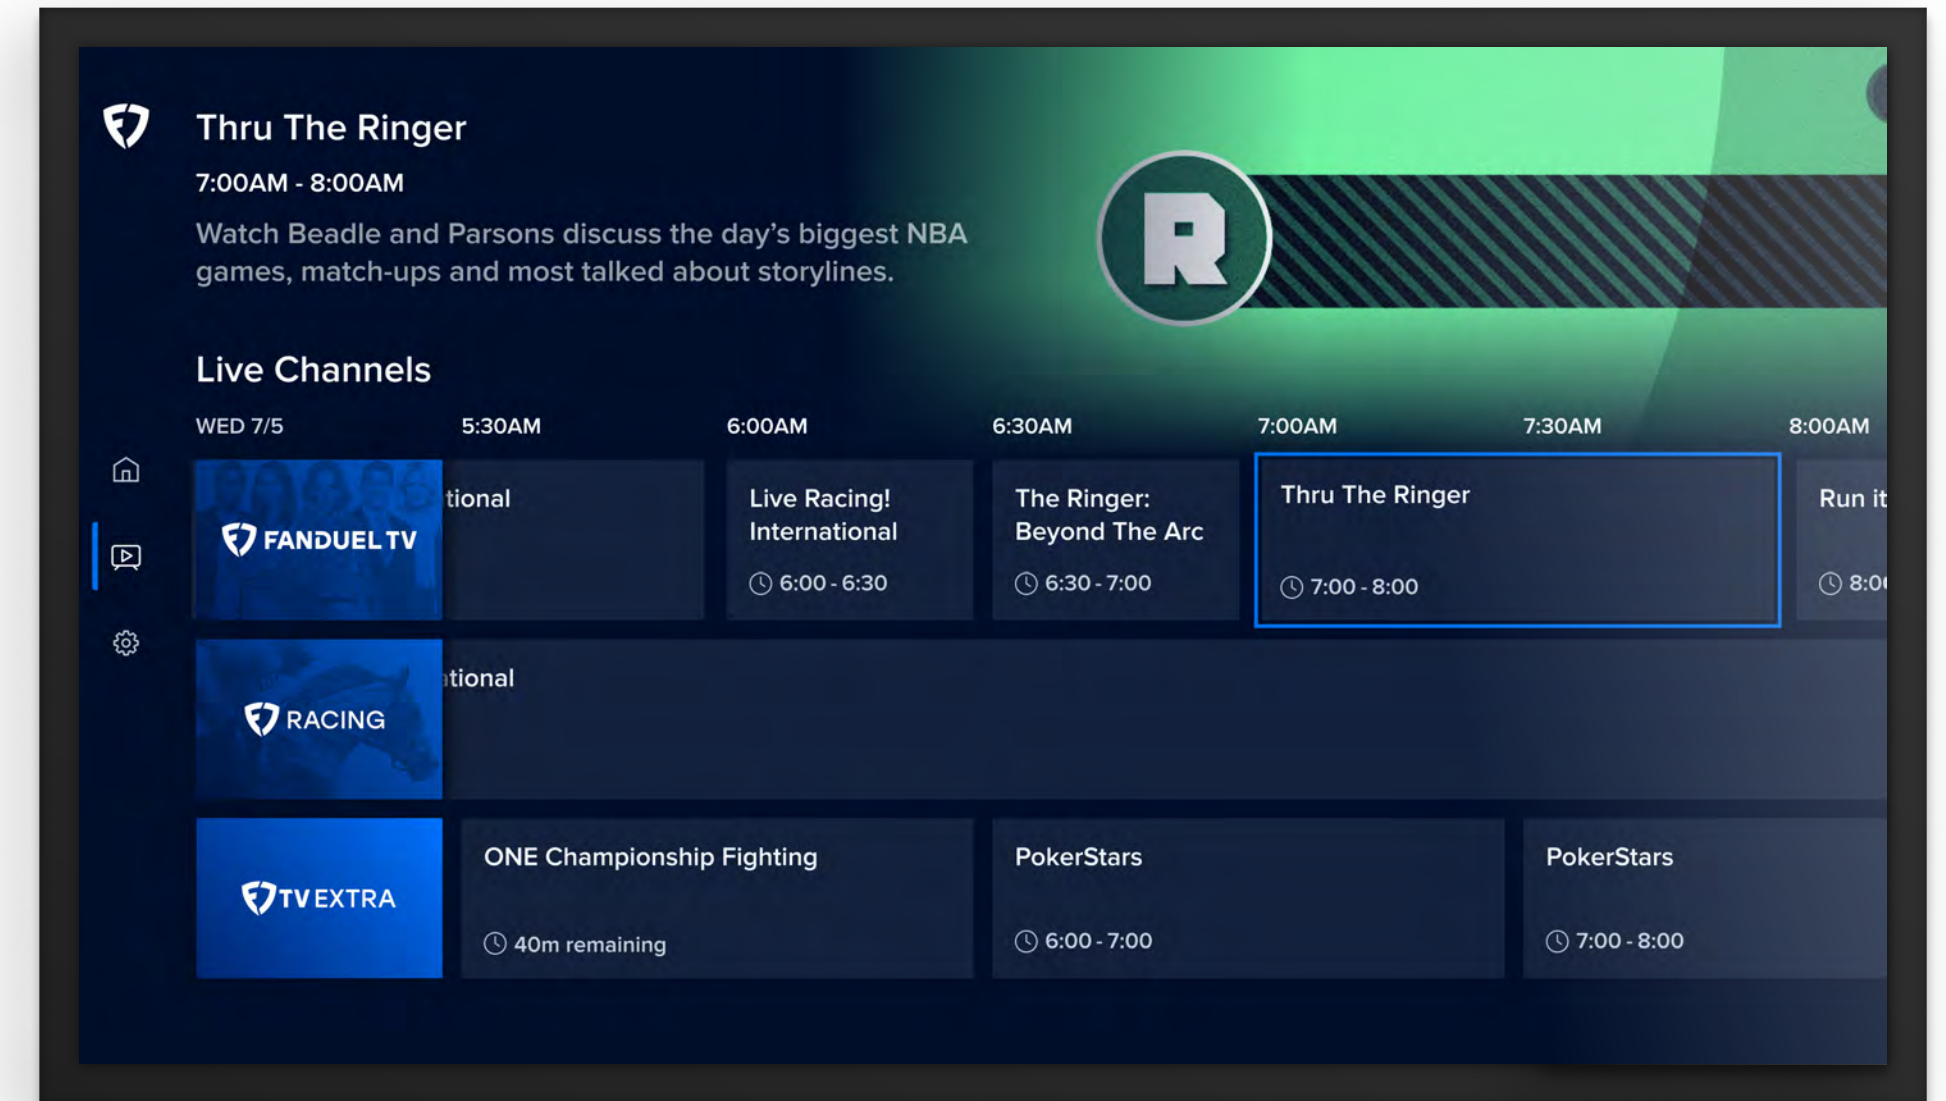 Thru The Ringer
7:00AM - 8:00AM
Watch Beadle and Parsons discuss the day’s biggest NBA
games, match-ups and most talked about storylines.
R
Live Channels
WED 7/5 5:30AM 6:00AM 6:30AM 7:00AM 7:30AM 8:00AM
FANDUEL TV
tional
Live Racing!
International
6:00 - 6:30
The Ringer:
Beyond The Arc
6:30 - 7:00
Thru The Ringer
7:00 - 8:00
Run it
RACING
tional
TV EXTRA
ONE Championship Fighting
40m remaining
PokerStars
6:00 - 7:00
PokerStars
7:00 - 8:00